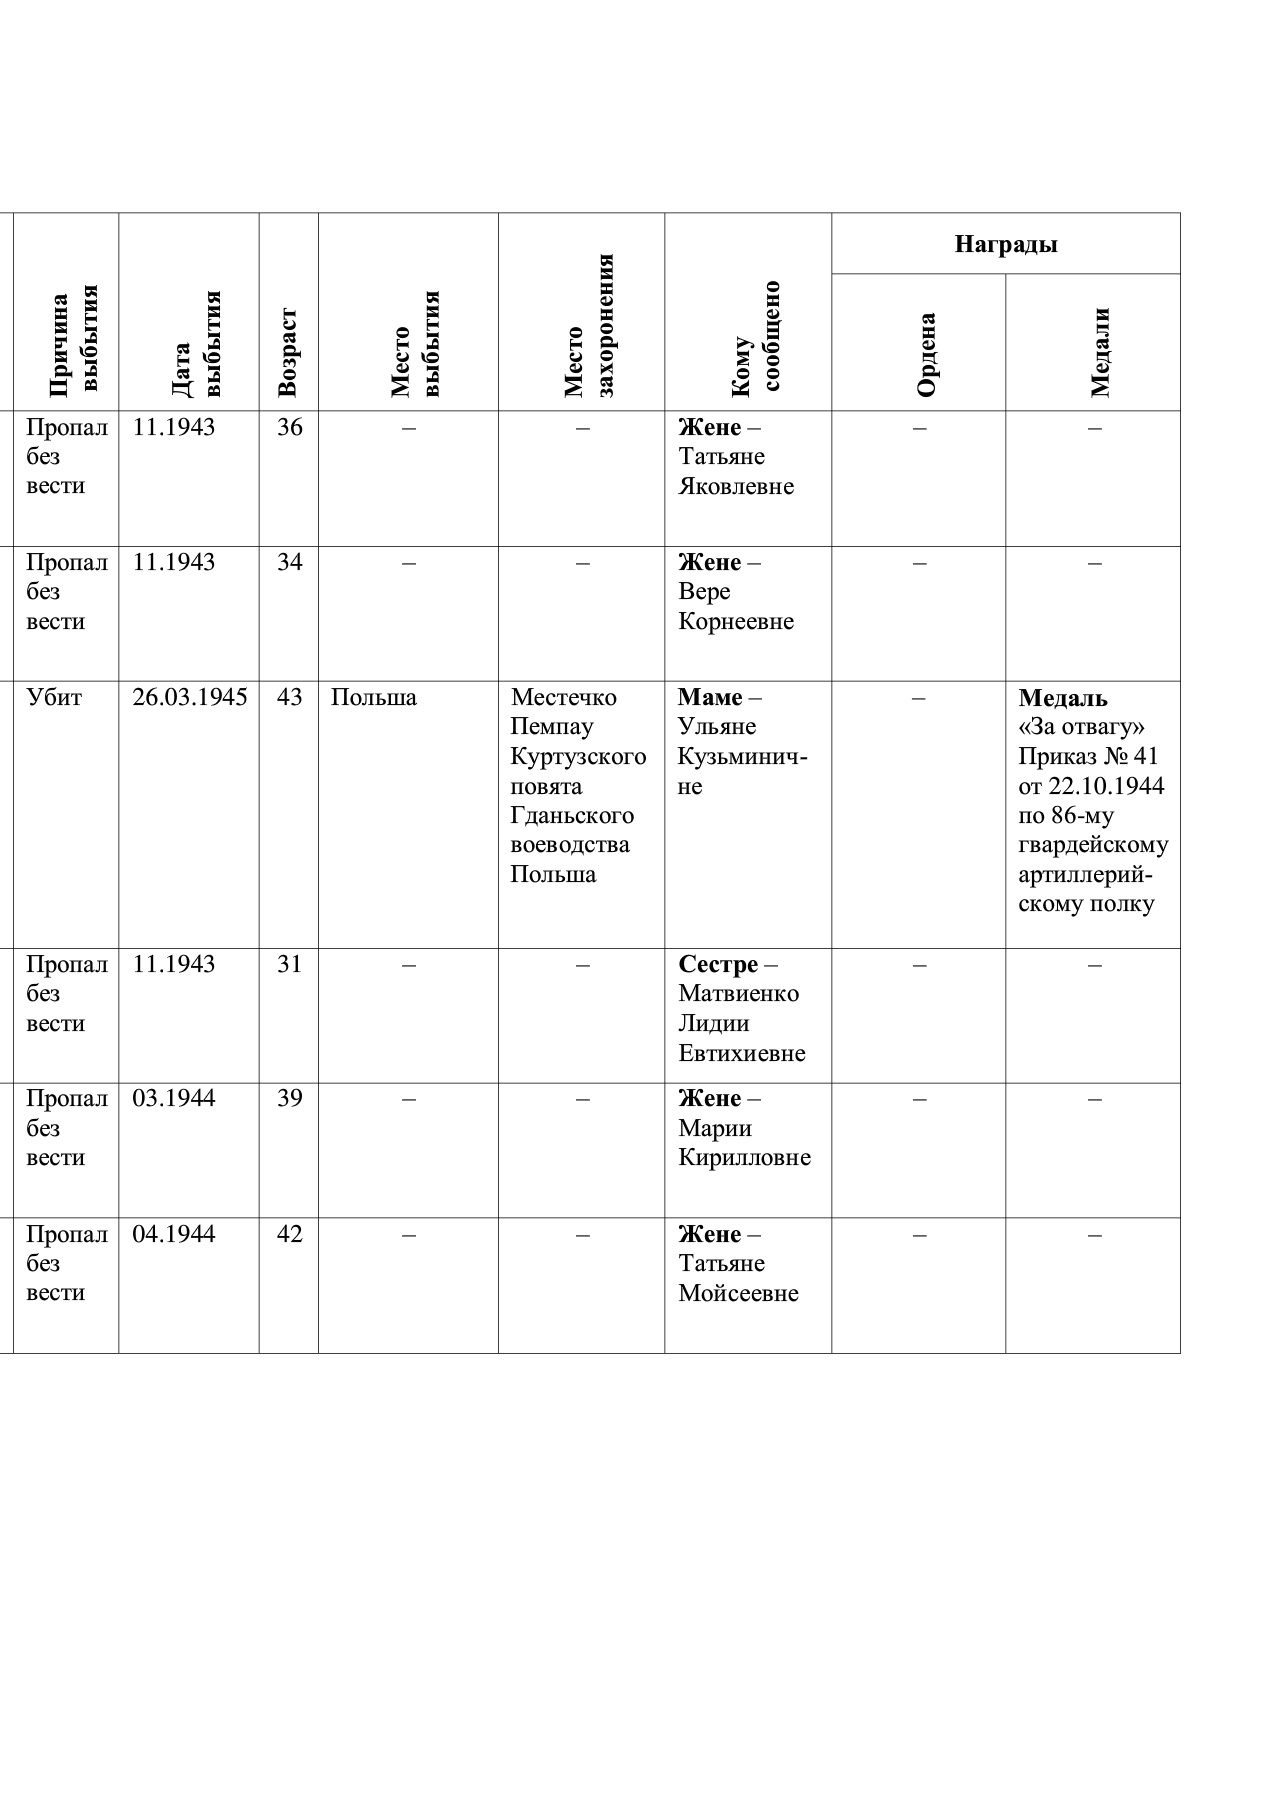 Причина
выбытия
Дата
выбытия
Возраст
Место
выбытия
Место
захоронения
Кому
сообщено
Награды
Ордена
Медали
Пропал
без
вести
11.1943
36
–
–
Жене –
Татьяне
Яковлевне
–
–
Пропал
без
вести
11.1943
34
–
–
Жене –
Вере
Корнеевне
–
–
Убит
26.03.1945
43
Польша
Местечко
Пемпау
Куртузского
повята
Гданьского
воеводства
Польша
Маме –
Ульяне
Кузьминич-
не
–
Медаль
«За отвагу»
Приказ № 41
от 22.10.1944
по 86-му
гвардейскому
артиллерий-
скому полку
Пропал
без
вести
11.1943
31
–
–
Сестре –
Матвиенко
Лидии
Евтихиевне
–
–
Пропал
без
вести
03.1944
39
–
–
Жене –
Марии
Кирилловне
–
–
Пропал
без
вести
04.1944
42
–
–
Жене –
Татьяне
Мойсеевне
–
–